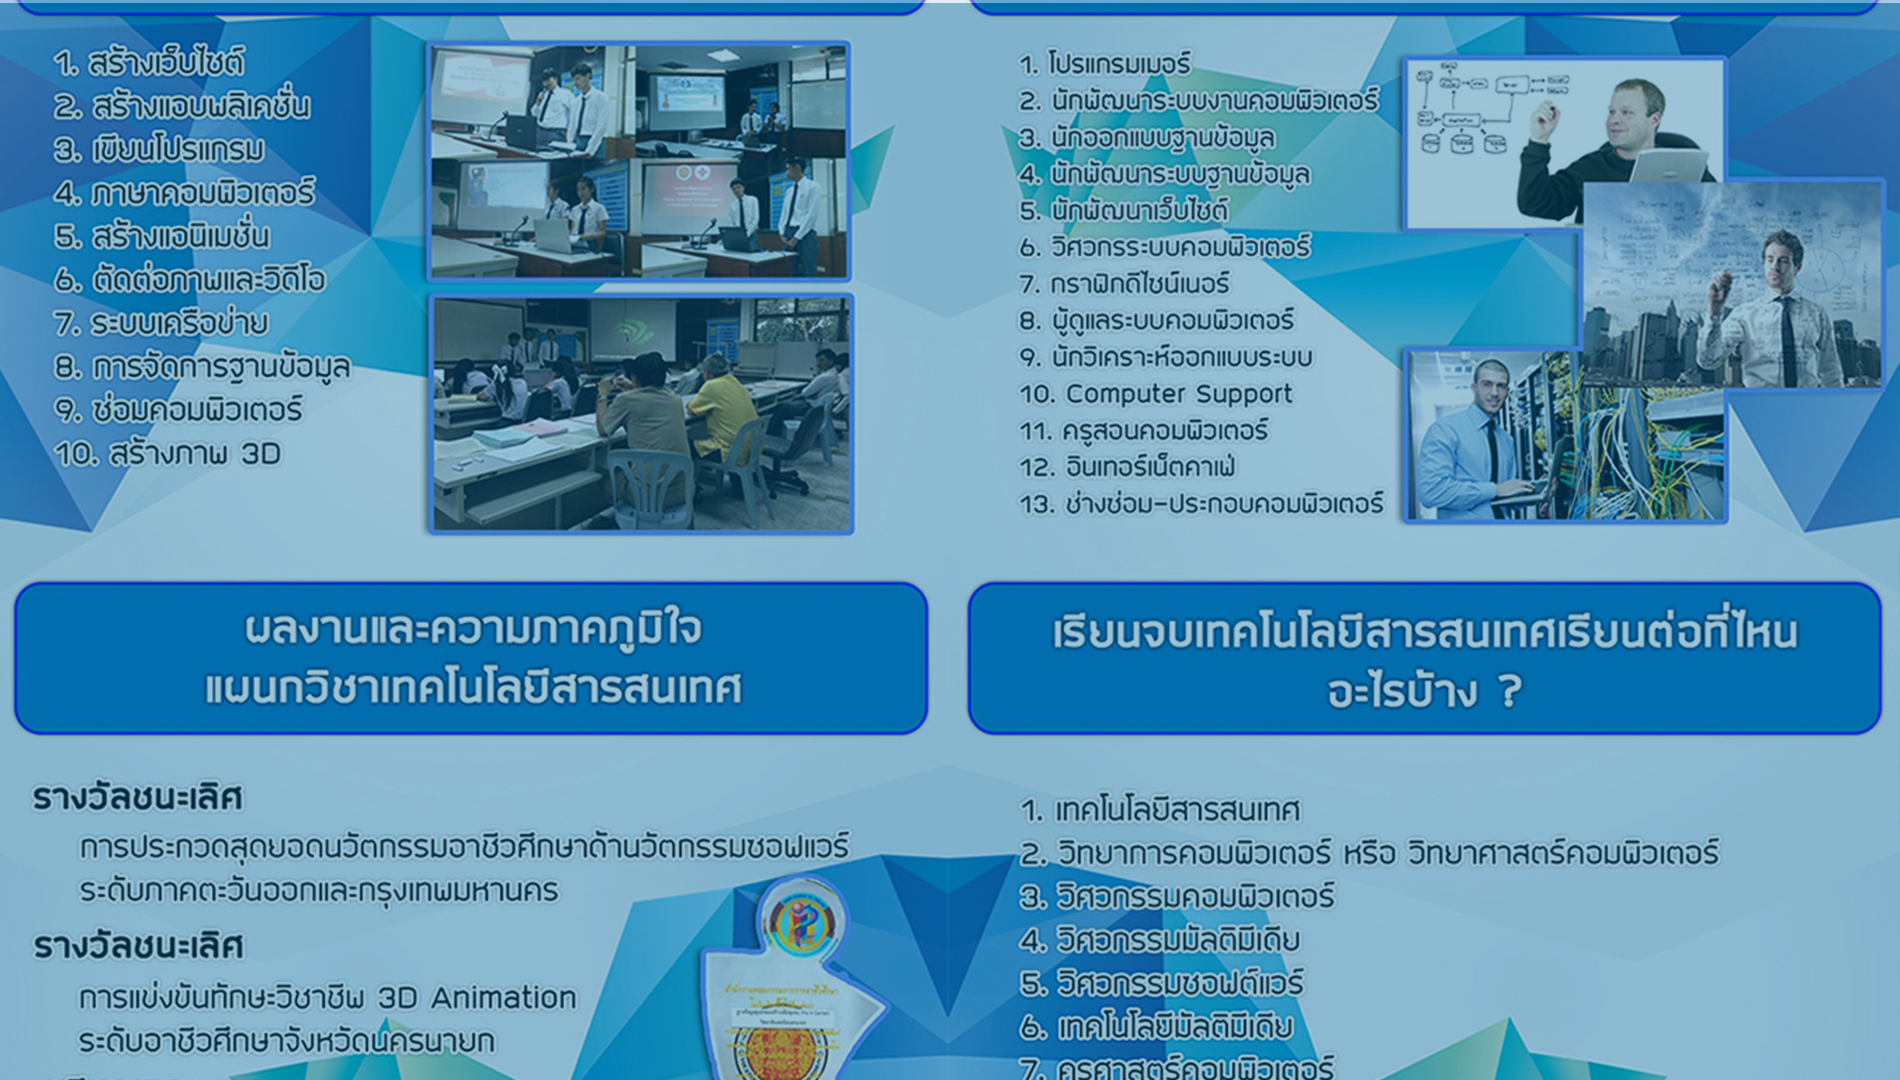 1. สร้างเว็บไซต์
2. สร้างแอบพลิเคชั่น
3. เขียนโปรแกรม
4. ภาษาคอมพิวเตอร์
5. สร้างแอนิเมชั่น
6. ตัดต่อภาพและวิดีโอ
7. ระบบเครือข่าย
8. การจัดการฐานข้อมูล
9. ซ่อมคอมพิวเตอร์
10. สร้างภาพ 3D
1. โปรแกรมเมอร์
2. นักพัฒนาระบบงานคอมพิวเตอร์
3. นักออกแบบฐานข้อมูล
4. นักพัฒนาระบบฐานข้อมูล
5. นักพัฒนาเว็บไซต์
6. วิศวกรระบบคอมพิวเตอร์
7. กราฟิกดีไซน์เนอร์
8. ผู้ดูแลระบบคอมพิวเตอร์
9. นักวิเคราะห์ออกแบบระบบ
10. Computer Support
11. ครูสอนคอมพิวเตอร์
12. อินเทอร์เน็ตคาเฟ่
13. ช่างซ่อม-ประกอบคอมพิวเตอร์
ผลงานและความภาคภูมิใจ
แผนกวิชาเทคโนโลยีสารสนเทศ
รางวัลชนะเลิศ
การประกวดสุดยอดนวัตกรรมอาชีวศึกษาด้านวัตกรรมซอฟแวร์
ระดับภาคตะวันออกและกรุงเทพมหานคร
รางวัลชนะเลิศ
การแข่งขันทักษะวิชาชีพ 3D Animation
ระดับอาชีวศึกษาจังหวัดนครนายก
เรียนจบเทคโนโลยีสารสนเทศเรียนต่อที่ไหน
อะไรบ้าง ?
1. เทคโนโลยีสารสนเทศ
2. วิทยาการคอมพิวเตอร์ หรือ วิทยาศาสตร์คอมพิวเตอร์
3. วิศวกรรมคอมพิวเตอร์
4. วิศวกรรมมัลติมีเดีย
5. วิศวกรรมซอฟต์แวร์
6. เทคโนโลยีมัลติมีเดีย
7. ครุศาสตร์คอมพิวเตอร์